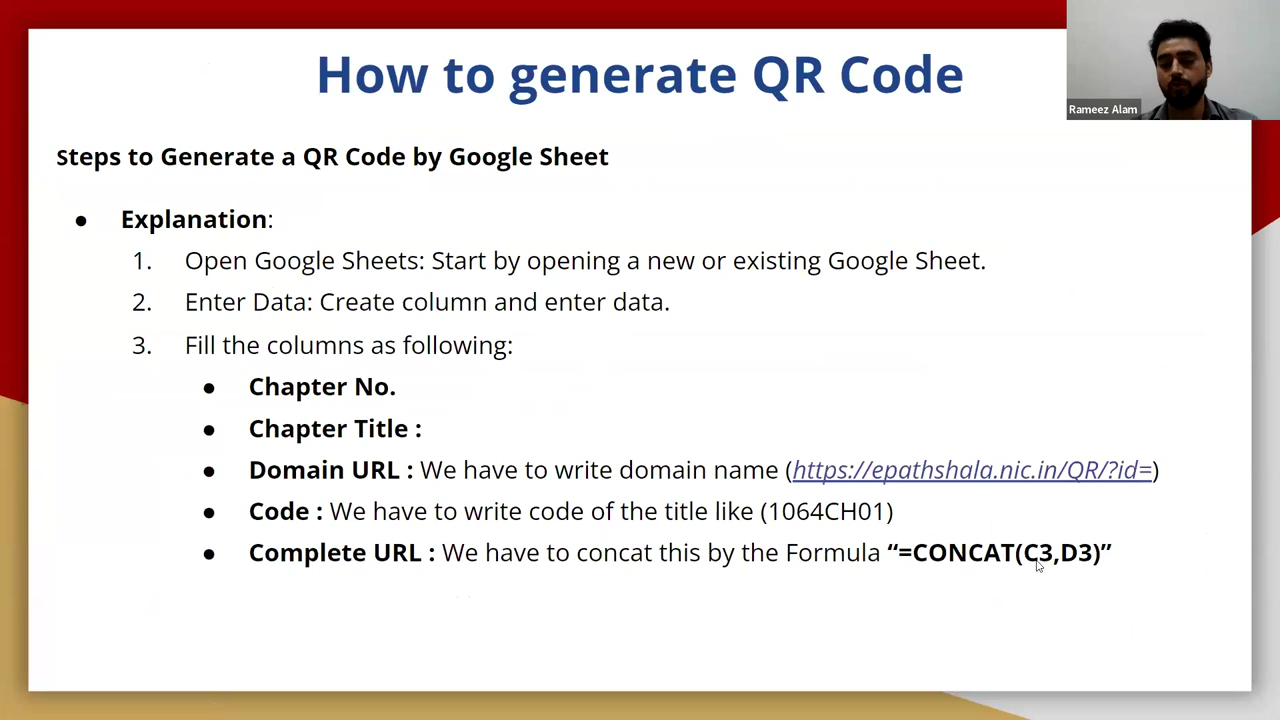 How to generate QR Code
Rameez Alam
Steps to Generate a QR Code by Google Sheet
● Explanation:
1. Open Google Sheets: Start by opening a new or existing Google Sheet.
2. Enter Data: Create column and enter data.
3. Fill the columns as following:
● Chapter No.
● Chapter Title :
● Domain URL : We have to write domain name (https://epathshala.nic.in/QR/?id=)
● Code : We have to write code of the title like (1064CH01)
● Complete URL : We have to concat this by the Formula “=CONCAT(C3,D3)”